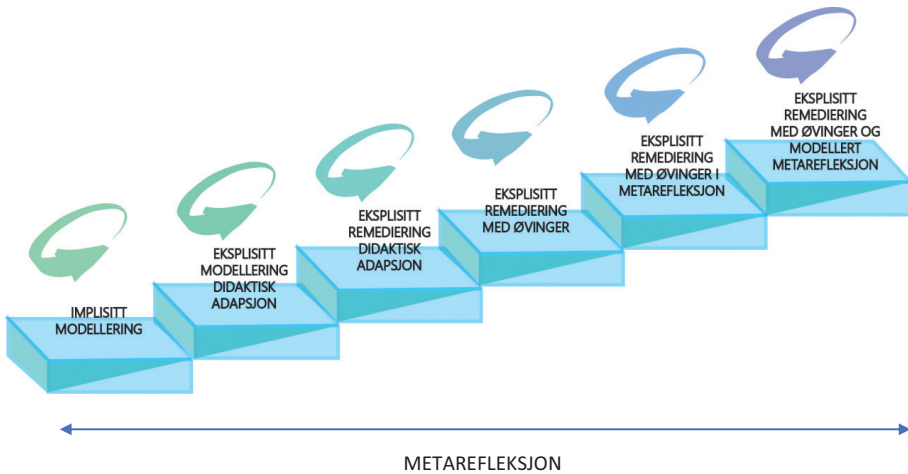 IMPLISITT
MODELLERING
EKSPLISITT
MODELLERING
DIDAKTISK
ADAPSJON
EKSPLISITT
REMEDIERING
DIDAKTISK
ADAPSJON
EKSPLISITT
REMEDIERING
MED ØVINGER
EKSPLISITT
REMEDIERING
MED ØVINGER I
METAREFLEKSJON
EKSPLISITT
REMEDIERING
MED ØVINGER OG
MODELLERT
METAREFLEKSJON
METAREFLEKSJON